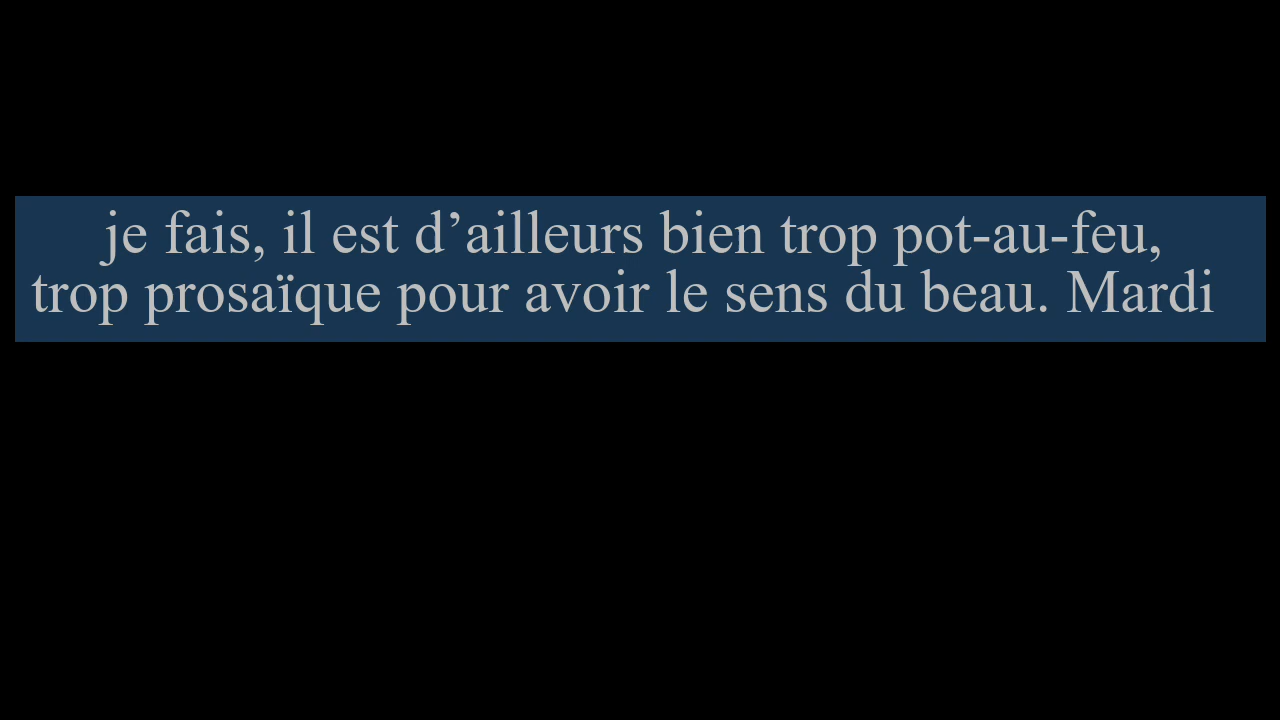 je fais, il est d’ailleurs bien trop pot-au-feu,
trop prosaïque pour avoir le sens du beau. Mardi